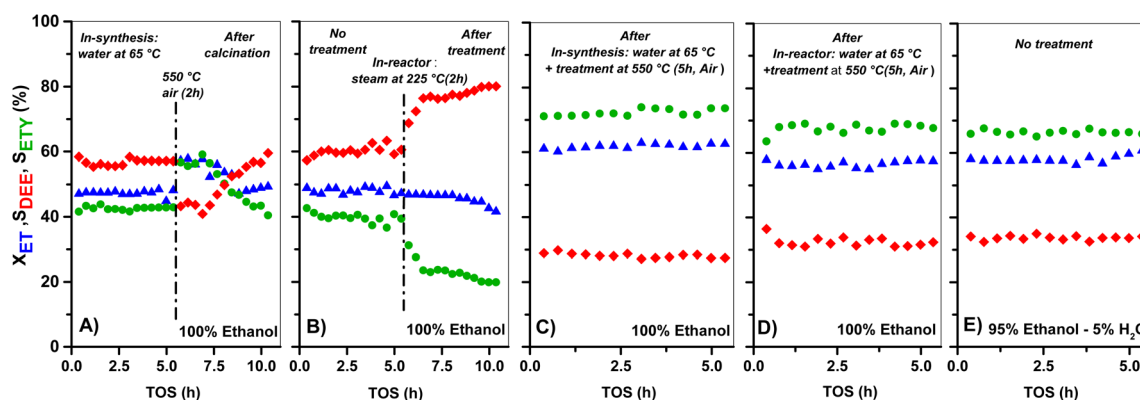 X_ET ,S_DEE, S_ETY (%)
100
80
60
40
20
0
In-synthesis: water at 65 °C
After
calcination
550 °C
air (2h)
A)
100% Ethanol
0.0 2.5 5.0 7.5 10.0
TOS (h)
No
treatment
After
treatment
In-reactor :
steam at 225 °C(2h)
B)
100% Ethanol
0.0 2.5 5.0 7.5 10.0
TOS (h)
After
In-synthesis: water at 65 °C
+ treatment at 550 °C (5h, Air )
C)
100% Ethanol
0.0 2.5 5.0
TOS (h)
After
In-reactor: water at 65 °C
+treatment at 550 °C(5h, Air )
D)
100% Ethanol
0.0 2.5 5.0
TOS (h)
No treatment
E)
95% Ethanol - 5% H₂O
0.0 2.5 5.0
TOS (h)